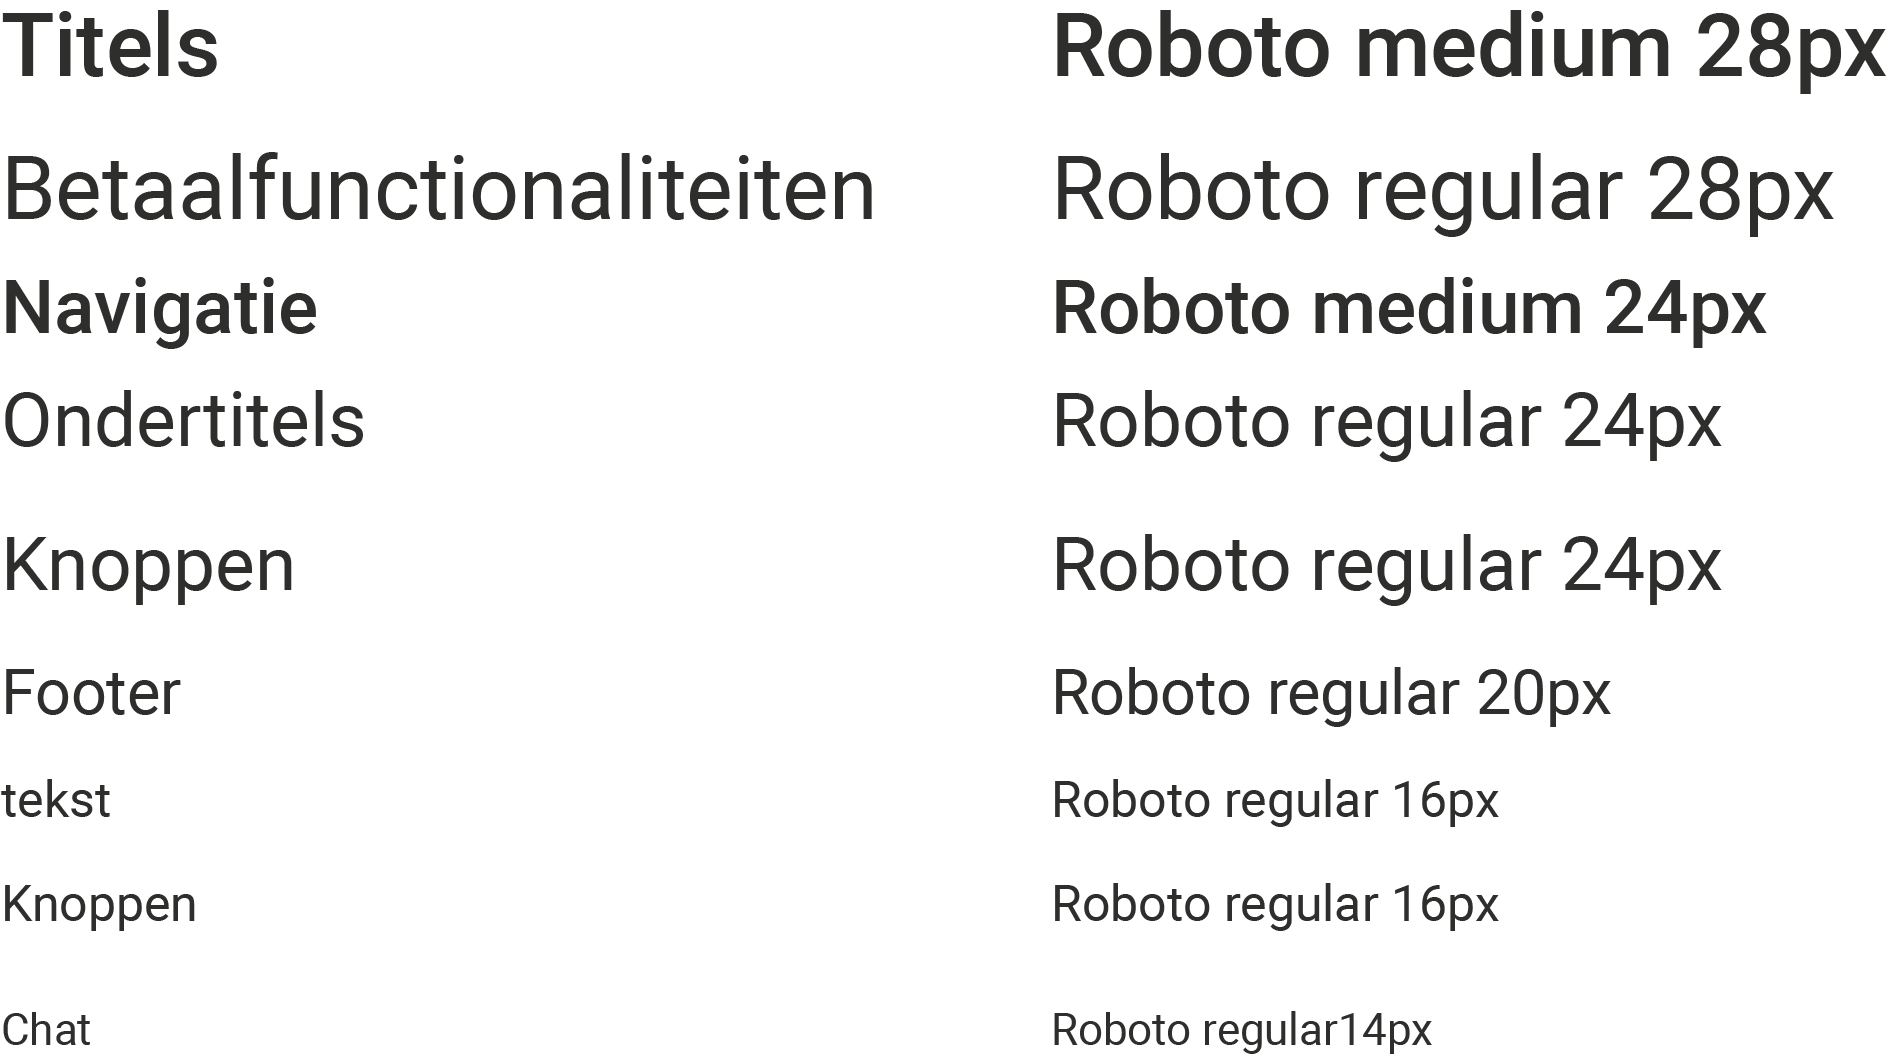 Titels Roboto medium 28px
Betaalfunctionaliteiten Roboto regular 28px
Navigatie Roboto medium 24px
Ondertitels Roboto regular 24px
Knoppen Roboto regular 24px
Footer Roboto regular 20px
tekst Roboto regular 16px
Knoppen Roboto regular 16px
Chat Roboto regular14px